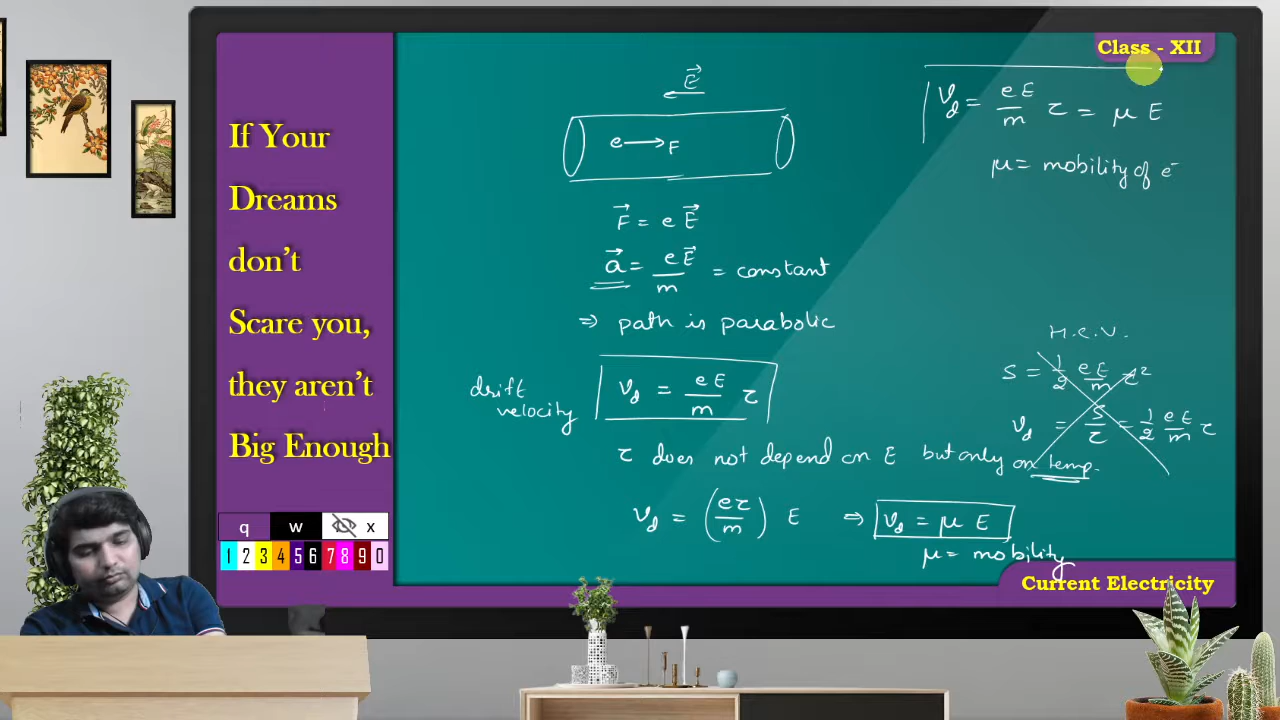 If Your
Dreams
don't
Scare you,
they aren't
Big Enough
q w x
1 2 3 4 5 6 7 8 9 0
Class - XII
E⃗
e → F
F⃗ = e E⃗
a⃗ = eE⃗/m = constant
⇒ path is parabolic
drift velocity
v_d = eE/m τ
τ does not depend on E but only on temp.
v_d = (eτ/m) E ⇒ v_d = μ E
μ = mobility
v_d = eE/m τ = μ E
μ = mobility of e⁻
H.C.V.
S = 1/2 eE/m τ²
v_d = S/τ = 1/2 eE/m τ
Current Electricity